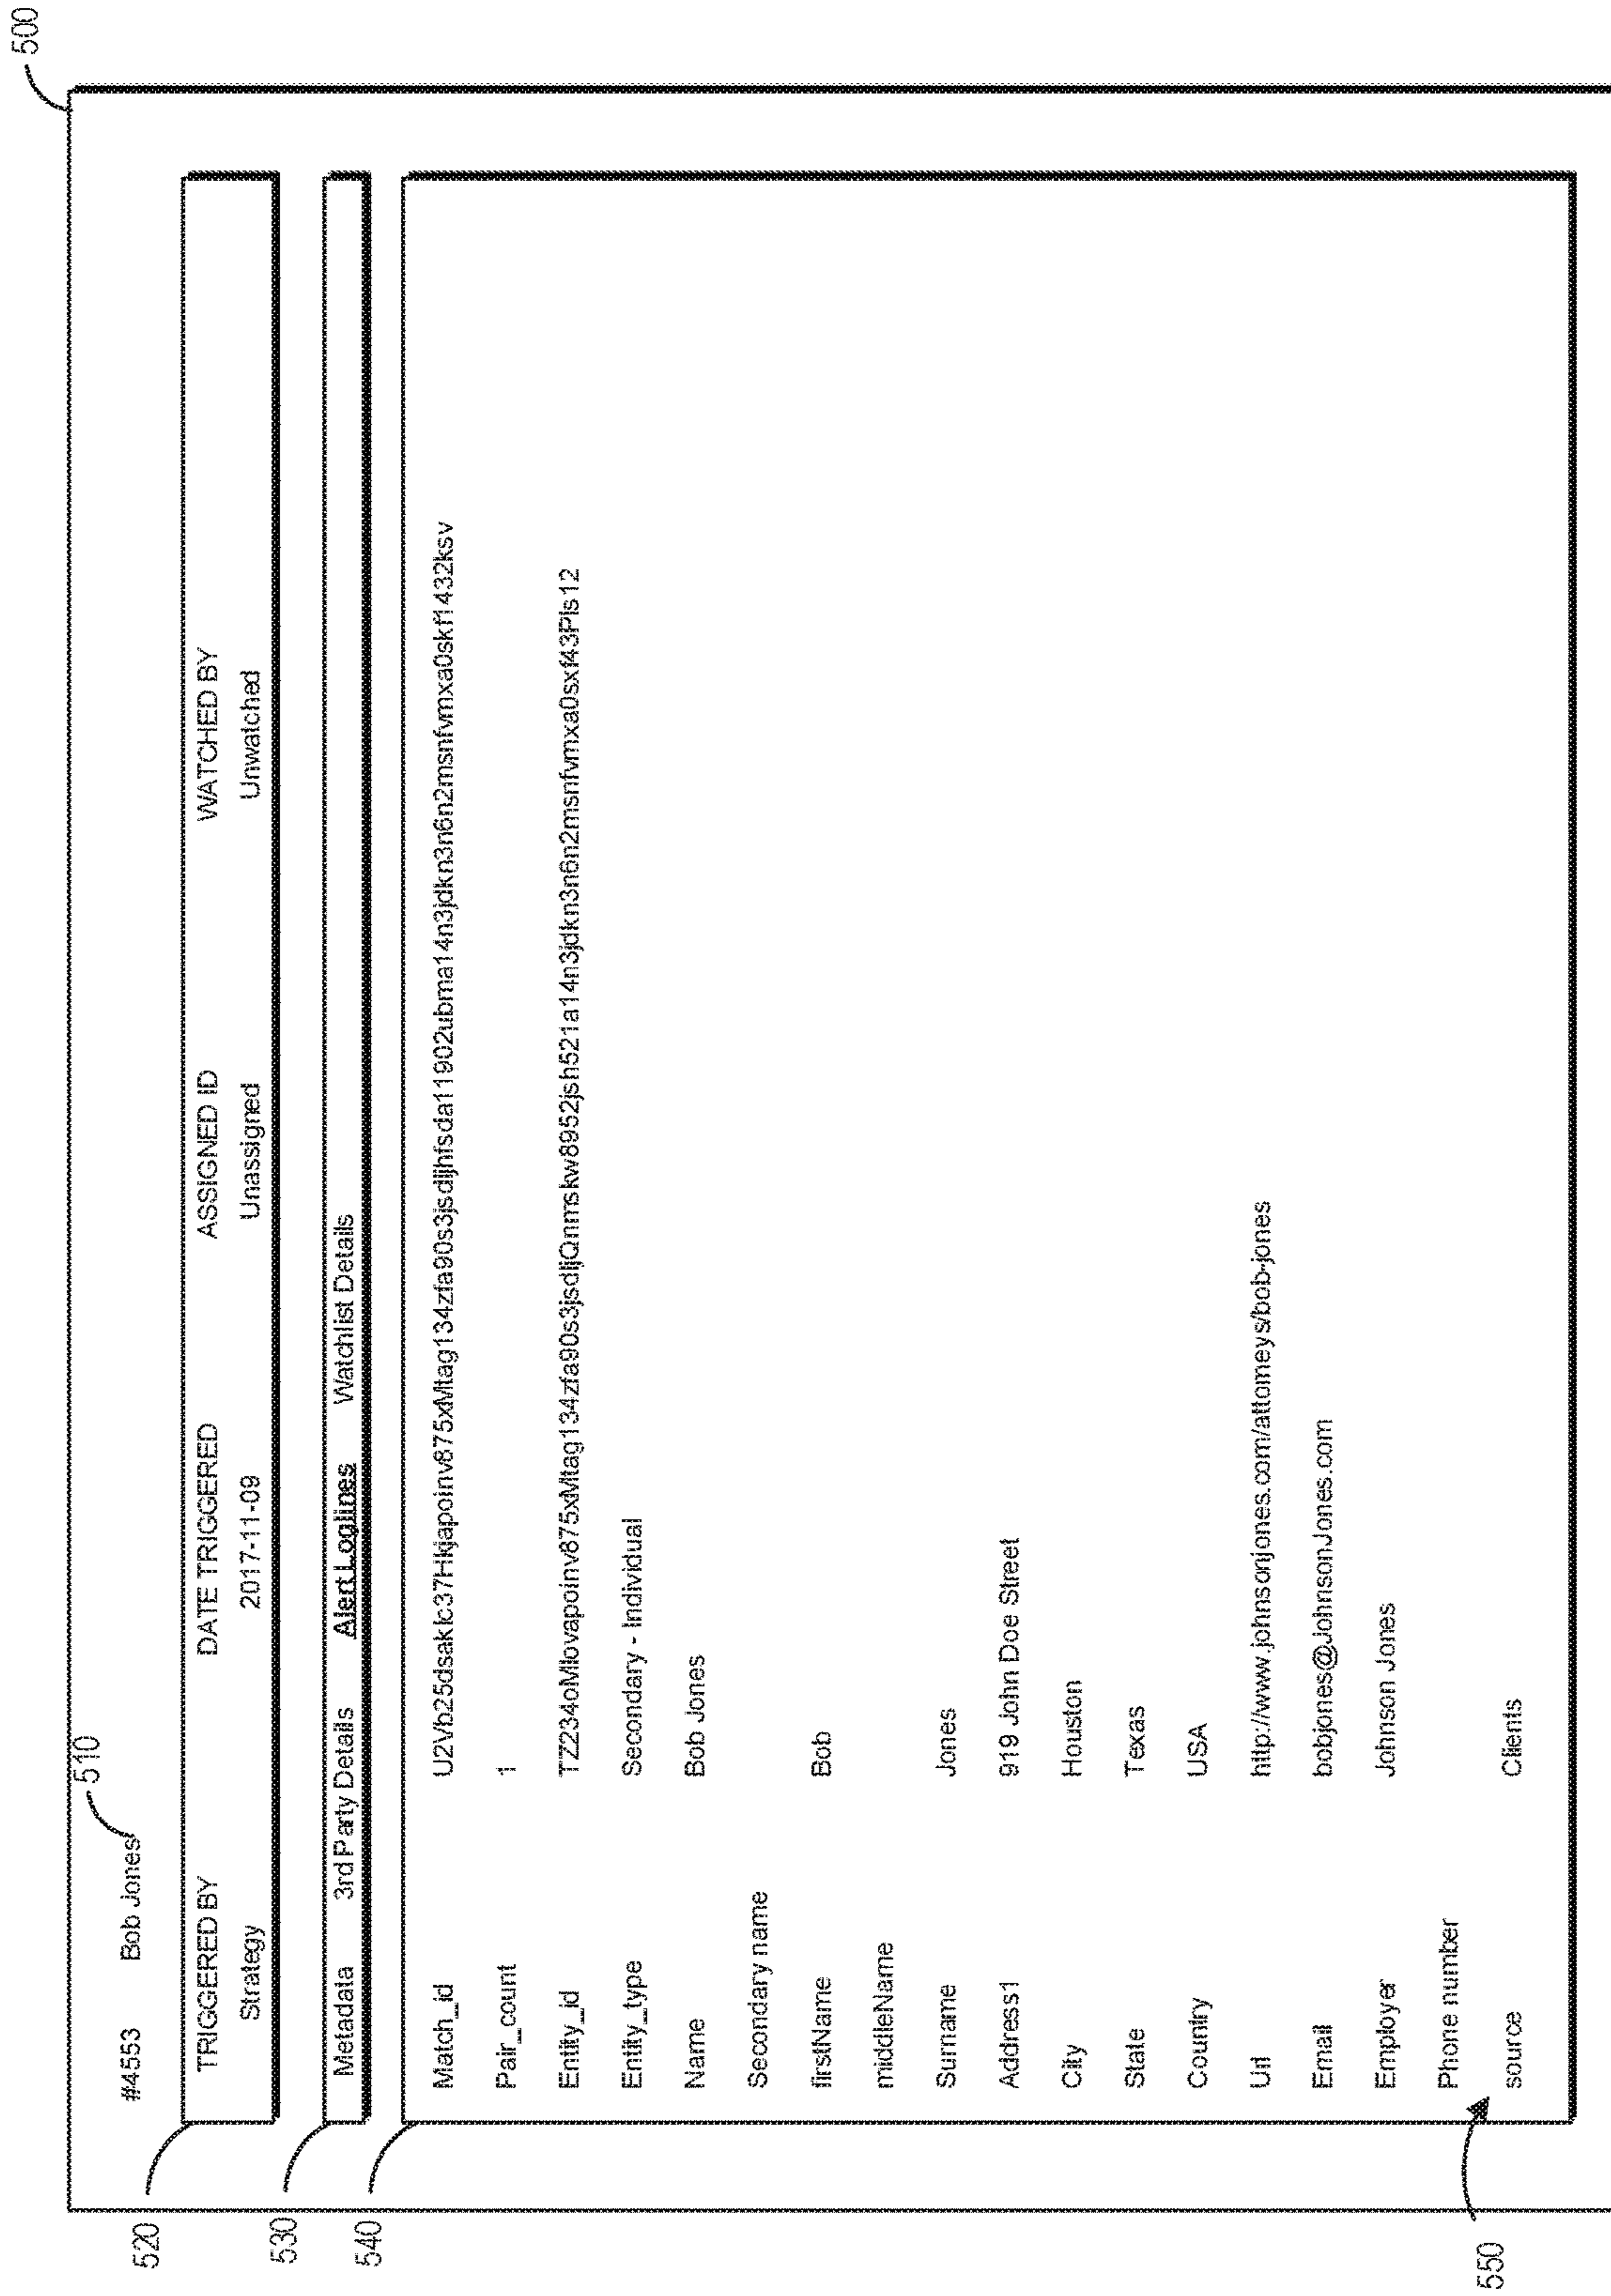 500
#4553 Bob Jones 510
520
TRIGGERED BY DATE TRIGGERED ASSIGNED ID WATCHED BY
Strategy 2017-11-09 Unassigned Unwatched
530
Metadata 3rd Party Details Alert Loglines Watchlist Details
540
Match_id U2Vb25dsaklc37Hkjapoinv875xMtag134zfa90s3jsdljhfsda11902ubma14n3jdkn3n6n2msnfvmxa0skf1432ksv
Pair_count 1
Entity_id TZ234oMlovapoinv875xMtag134zfa90s3jsdljQnmskw8952jsh521a14n3jdkn3n6n2msnfvmxa0sxf43Pls12
Entity_type Secondary - Individual
Name Bob Jones
Secondary name
firstName Bob
middleName
Surname Jones
Address1 919 John Doe Street
City Houston
State Texas
Country USA
Url http://www.johnsonjones.com/attorneys/bob-jones
Email bobjones@JohnsonJones.com
Employer Johnson Jones
Phone number
source Clients
550